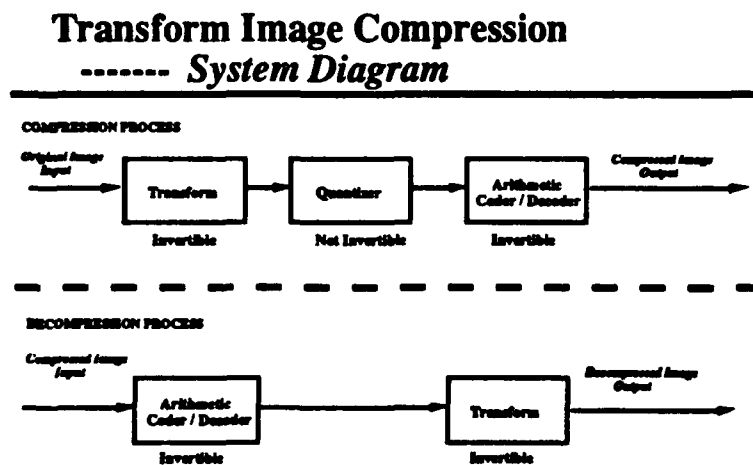 Transform Image Compression
------- System Diagram
COMPRESSION PROCESS
Original Image
Input
Transform
Invertible
Quantizer
Not Invertible
Arithmetic
Coder / Decoder
Invertible
Compressed Image
Output
DECOMPRESSION PROCESS
Compressed Image
Input
Arithmetic
Coder / Decoder
Invertible
Transform
Invertible
Decompressed Image
Output